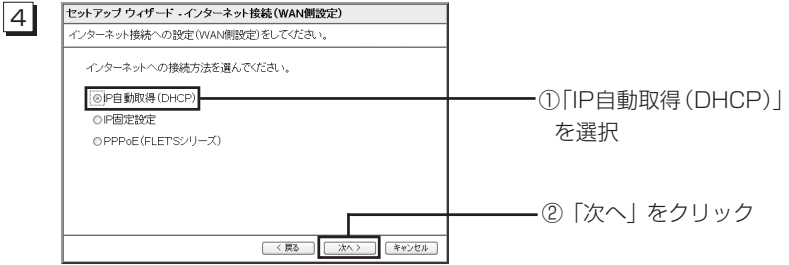 4
セットアップ ウィザード - インターネット接続(WAN側設定)
インターネット接続への設定(WAN側設定)をしてください。
インターネットへの接続方法を選んでください。
◎IP自動取得(DHCP)
○IP固定設定
○PPPoE(FLET'Sシリーズ)
①「IP自動取得(DHCP)」
を選択
②「次へ」をクリック
< 戻る
次へ >
キャンセル